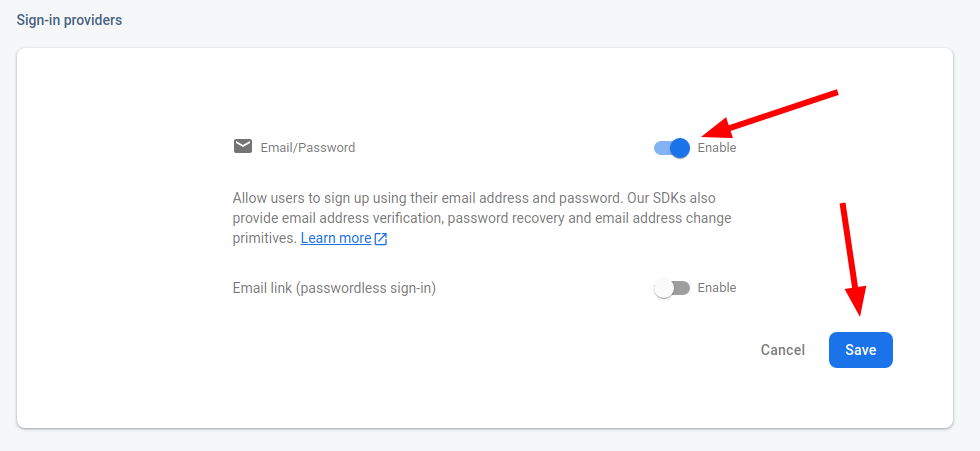 Sign-in providers
Email/Password
Enable
Allow users to sign up using their email address and password. Our SDKs also
provide email address verification, password recovery and email address change
primitives. Learn more
Email link (passwordless sign-in)
Enable
Cancel
Save